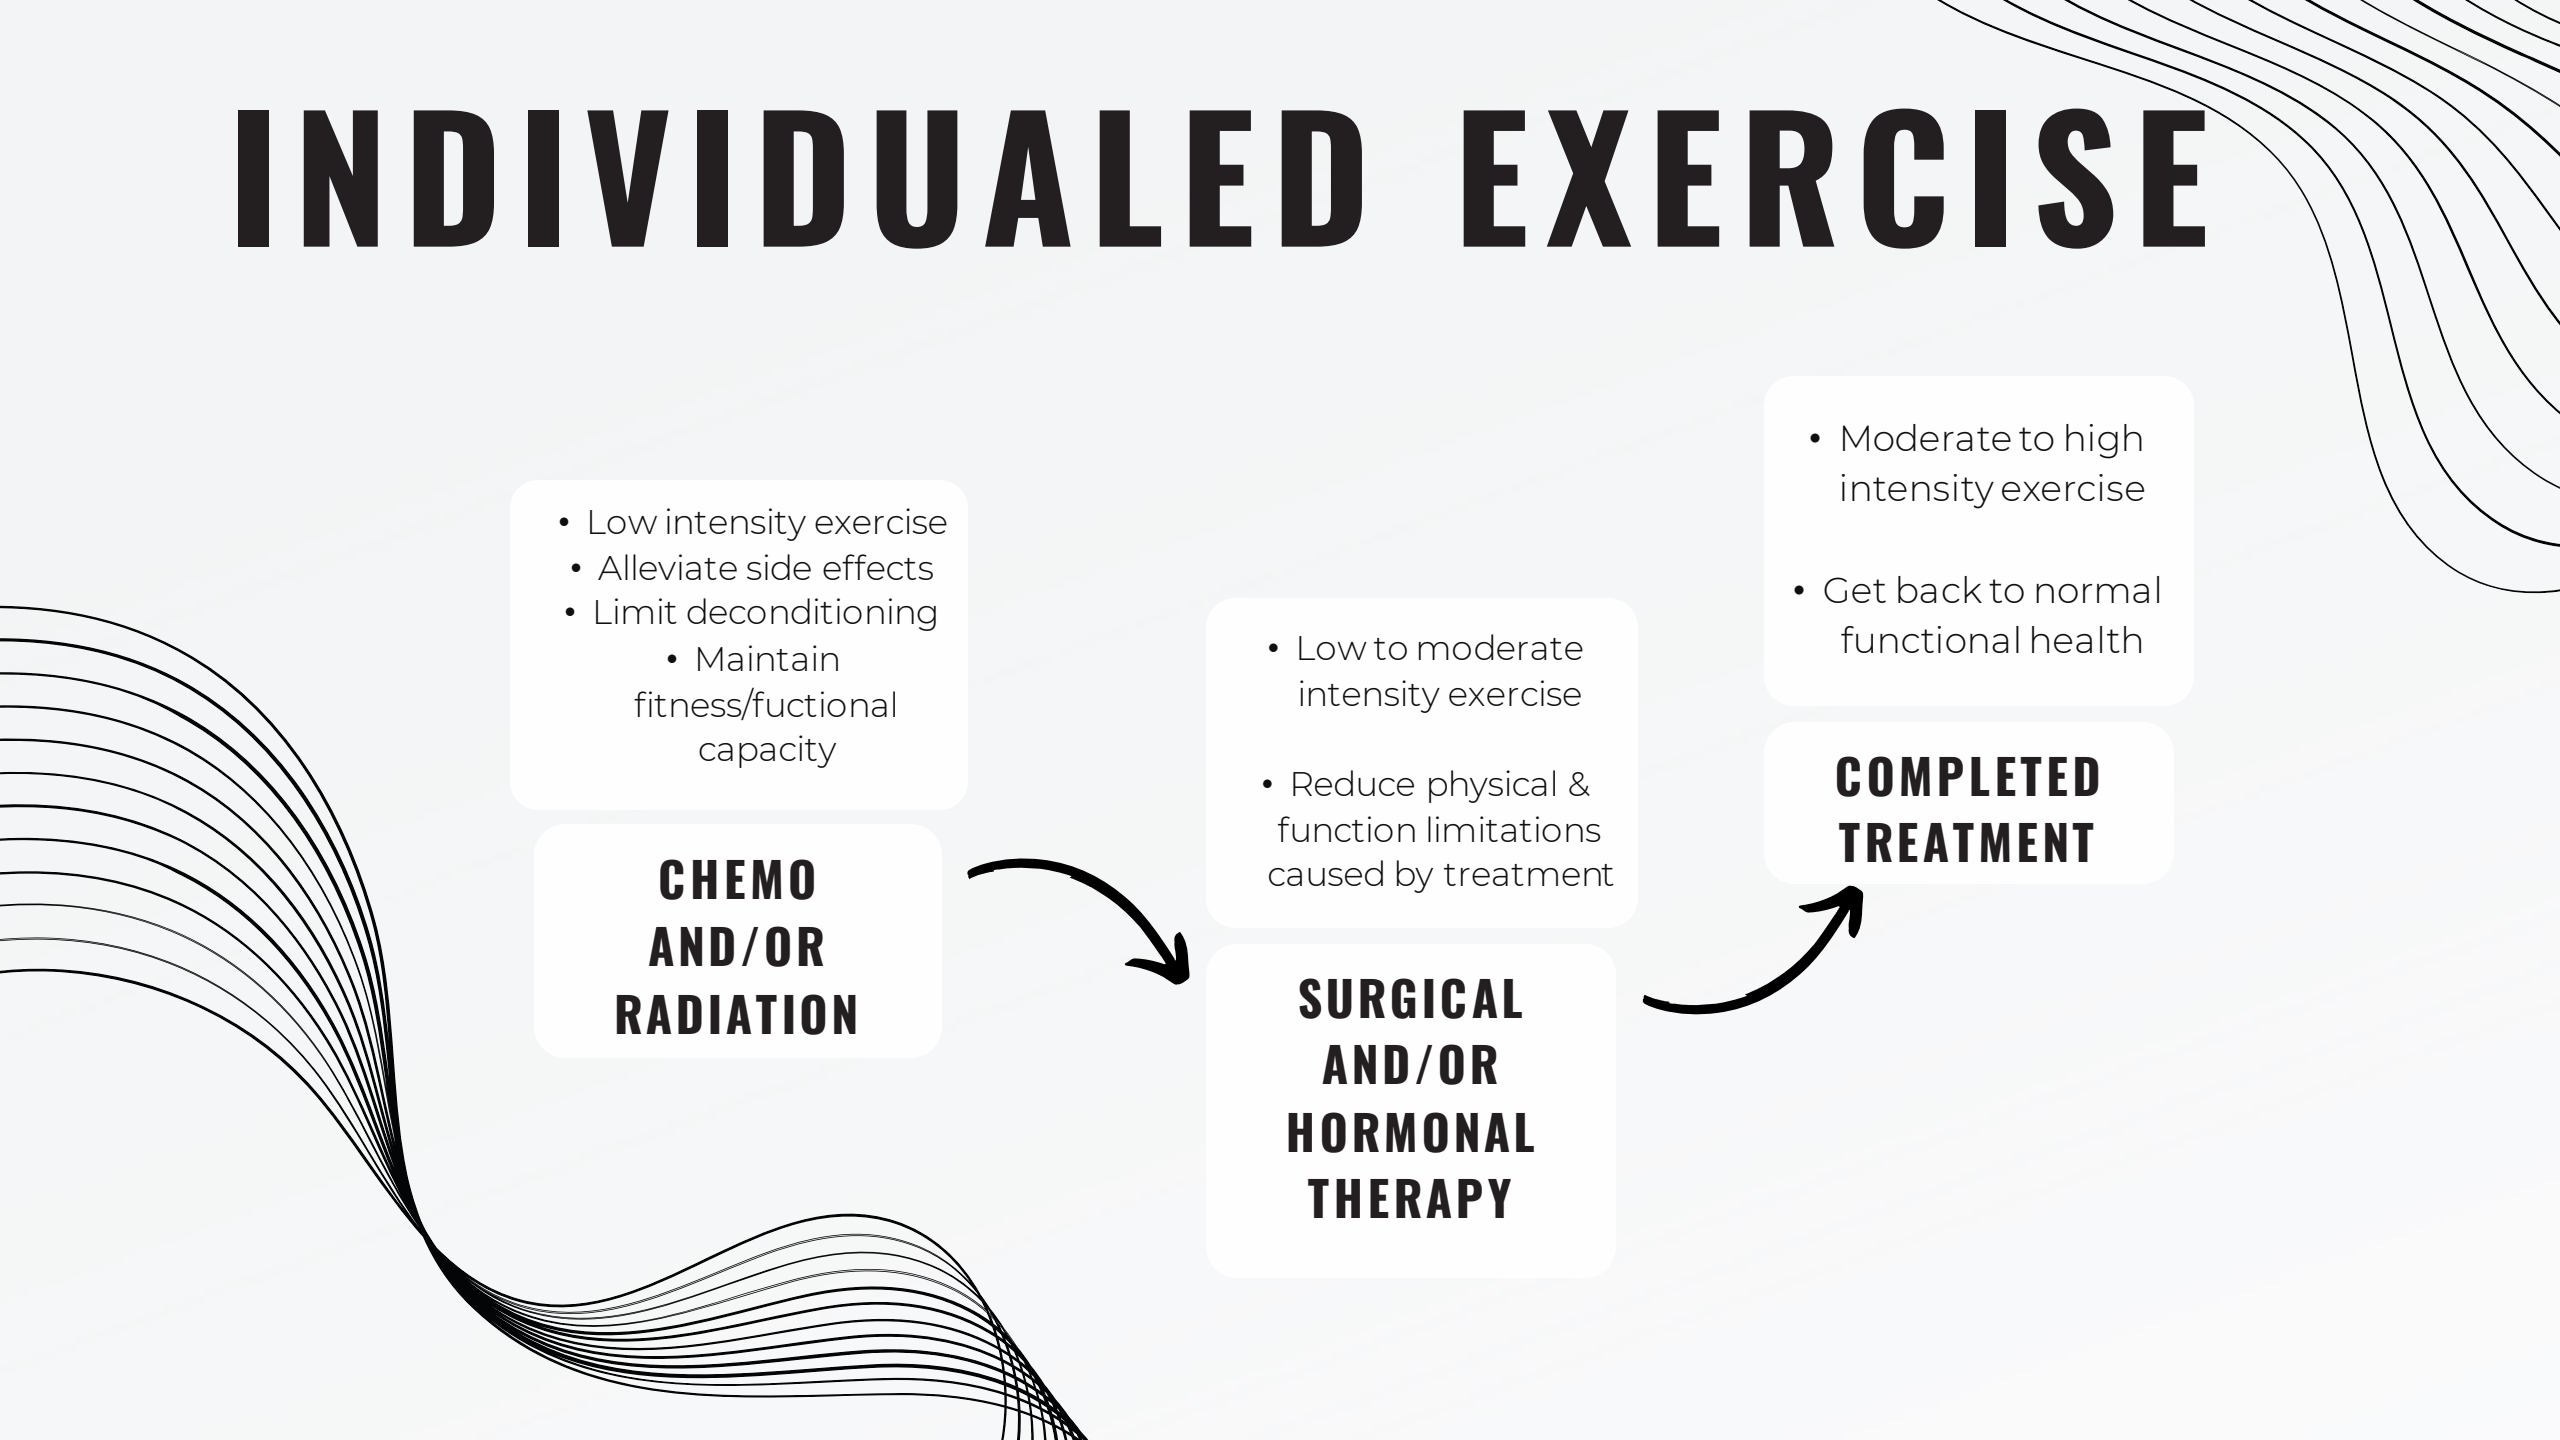 INDIVIDUALED EXERCISE
• Low intensity exercise
• Alleviate side effects
• Limit deconditioning
• Maintain
fitness/fuctional
capacity
CHEMO
AND/OR
RADIATION
• Low to moderate
intensity exercise
• Reduce physical &
function limitations
caused by treatment
SURGICAL
AND/OR
HORMONAL
THERAPY
• Moderate to high
intensity exercise
• Get back to normal
functional health
COMPLETED
TREATMENT